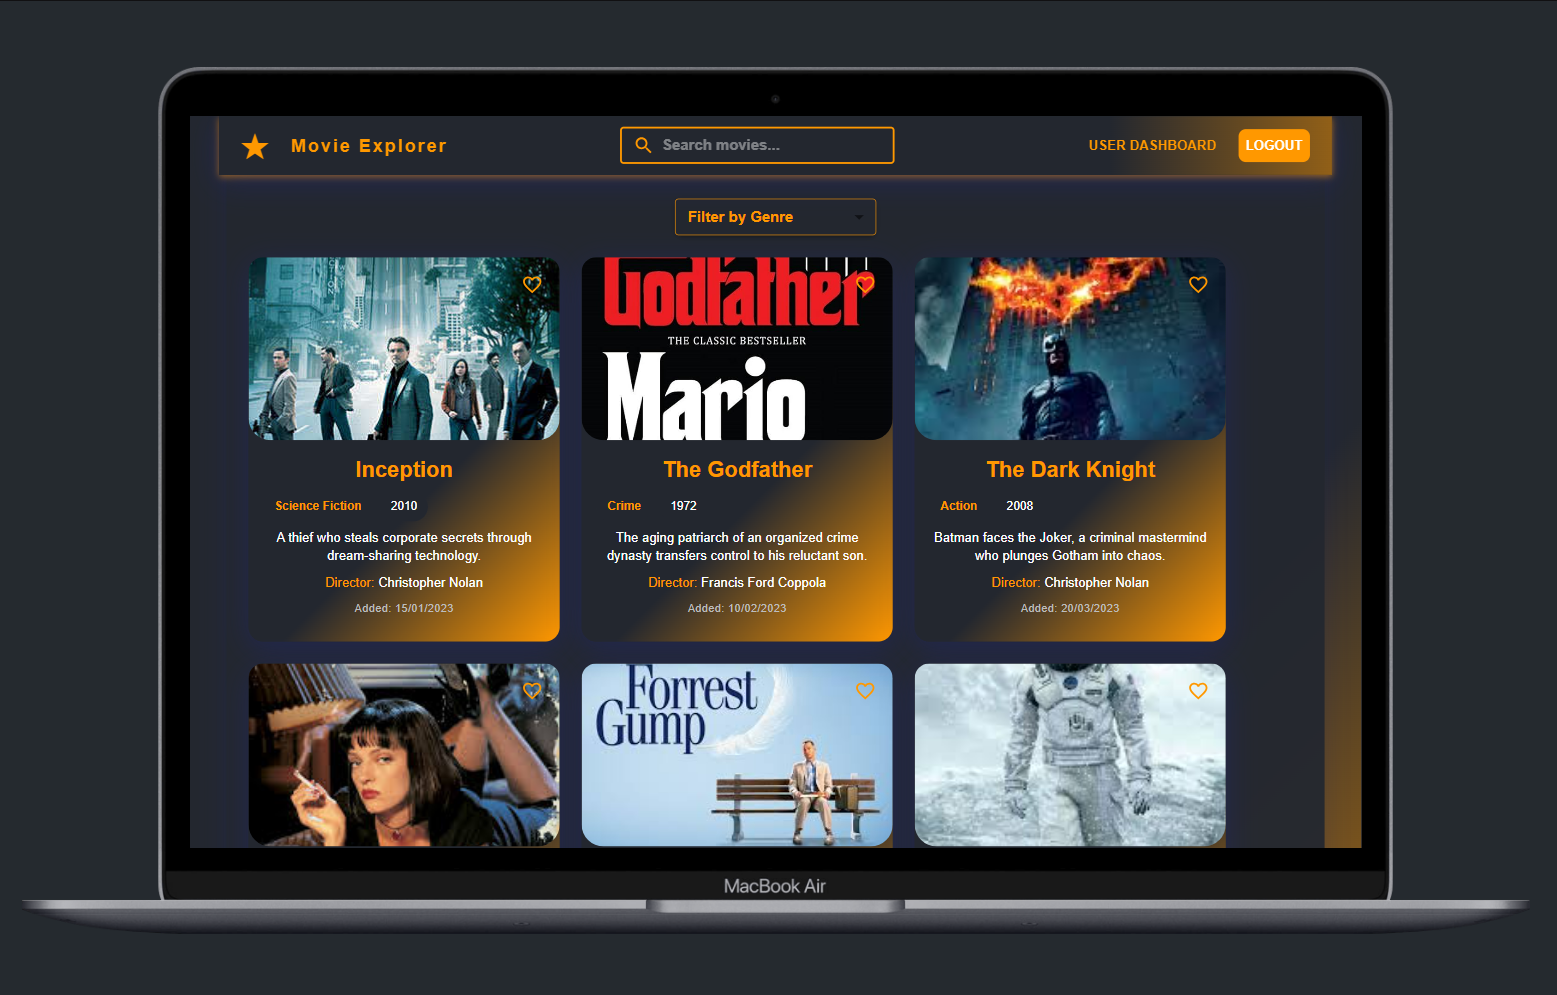 Movie Explorer
Search movies...
USER DASHBOARD
LOGOUT
Filter by Genre
Godfather
THE CLASSIC BESTSELLER
Mario
Inception
Science Fiction 2010
A thief who steals corporate secrets through
dream-sharing technology.
Director: Christopher Nolan
Added: 15/01/2023
The Godfather
Crime 1972
The aging patriarch of an organized crime
dynasty transfers control to his reluctant son.
Director: Francis Ford Coppola
Added: 10/02/2023
The Dark Knight
Action 2008
Batman faces the Joker, a criminal mastermind
who plunges Gotham into chaos.
Director: Christopher Nolan
Added: 20/03/2023
Forrest
Gump
MacBook Air